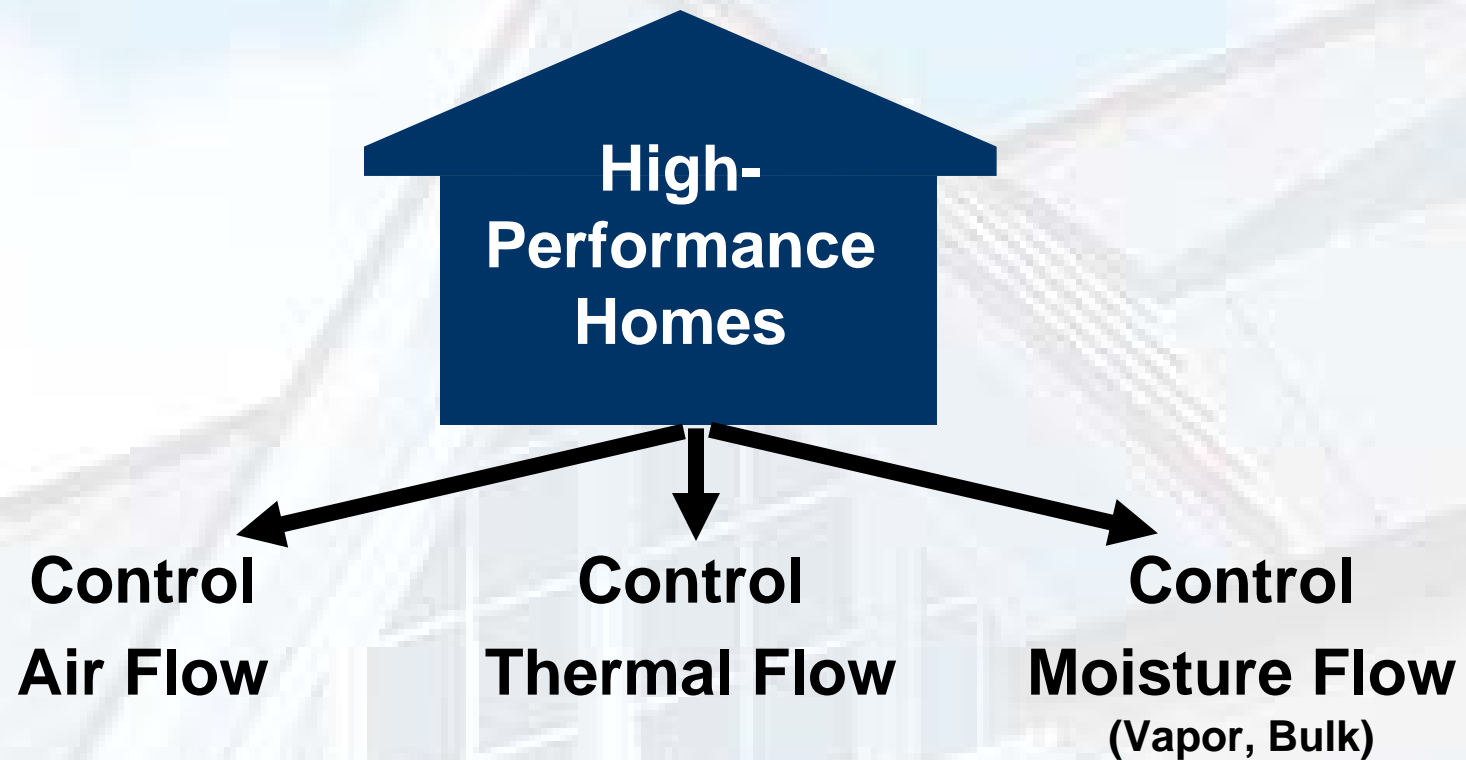 High-
Performance
Homes
Control
Air Flow
Control
Thermal Flow
Control
Moisture Flow
(Vapor, Bulk)